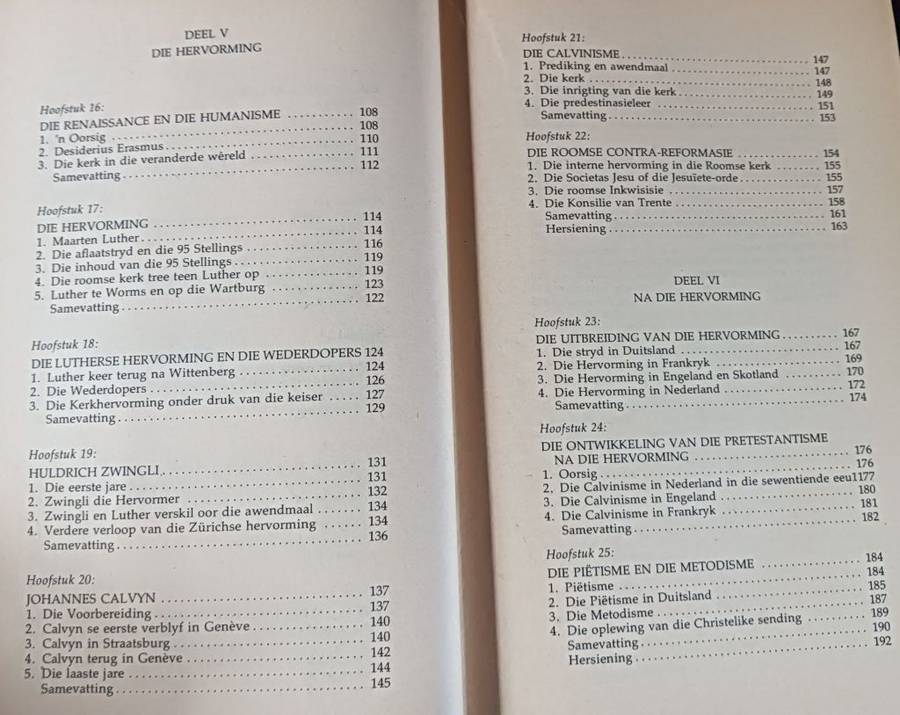 DEEL V
DIE HERVORMING
Hoofstuk 16:
DIE RENAISSANCE EN DIE HUMANISME .......... 108
1. 'n Oorsig .......... 108
2. Desiderius Erasmus .......... 110
3. Die kerk in die veranderde wêreld .......... 111
Samevatting .......... 112
Hoofstuk 17:
DIE HERVORMING .......... 114
1. Maarten Luther .......... 114
2. Die aflaatstryd en die 95 Stellings .......... 116
3. Die inhoud van die 95 Stellings .......... 119
4. Die roomse kerk tree teen Luther op .......... 119
5. Luther te Worms en op die Wartburg .......... 123
Samevatting .......... 122
Hoofstuk 18:
DIE LUTHERSE HERVORMING EN DIE WEDERDOPERS 124
1. Luther keer terug na Wittenberg .......... 124
2. Die Wederdopers .......... 126
3. Die Kerkhervorming onder druk van die keiser ..... 127
Samevatting .......... 129
Hoofstuk 19:
HULDRICH ZWINGLI .......... 131
1. Die eerste jare .......... 131
2. Zwingli die Hervormer .......... 132
3. Zwingli en Luther verskil oor die awendmaal ....... 134
4. Verdere verloop van die Zürichse hervorming ...... 134
Samevatting .......... 136
Hoofstuk 20:
JOHANNES CALVYN .......... 137
1. Die Voorbereiding .......... 137
2. Calvyn se eerste verblyf in Genève .......... 140
3. Calvyn in Straatsburg .......... 140
4. Calvyn terug in Genève .......... 142
5. Die laaste jare .......... 144
Samevatting .......... 145
Hoofstuk 21:
DIE CALVINISME .......... 147
1. Prediking en awendmaal .......... 147
2. Die kerk .......... 148
3. Die inrigting van die kerk .......... 149
4. Die predestinasieleer .......... 151
Samevatting .......... 153
Hoofstuk 22:
DIE ROOMSE CONTRA-REFORMASIE .......... 154
1. Die interne hervorming in die Roomse kerk ........ 155
2. Die Societas Jesu of die Jesuïete-orde .......... 155
3. Die roomse Inkwisisie .......... 157
4. Die Konsilie van Trente .......... 158
Samevatting .......... 161
Hersiening .......... 163
DEEL VI
NA DIE HERVORMING
Hoofstuk 23:
DIE UITBREIDING VAN DIE HERVORMING .......... 167
1. Die stryd in Duitsland .......... 167
2. Die Hervorming in Frankryk .......... 169
3. Die Hervorming in Engeland en Skotland .......... 170
4. Die Hervorming in Nederland .......... 172
Samevatting .......... 174
Hoofstuk 24:
DIE ONTWIKKELING VAN DIE PRETESTANTISME
NA DIE HERVORMING .......... 176
1. Oorsig .......... 176
2. Die Calvinisme in Nederland in die sewentiende eeu1177
3. Die Calvinisme in Engeland .......... 180
4. Die Calvinisme in Frankryk .......... 181
Samevatting .......... 182
Hoofstuk 25:
DIE PIËTISME EN DIE METODISME .......... 184
1. Piëtisme .......... 184
2. Die Piëtisme in Duitsland .......... 185
3. Die Metodisme .......... 187
4. Die oplewing van die Christelike sending .......... 189
Samevatting .......... 190
Hersiening .......... 192